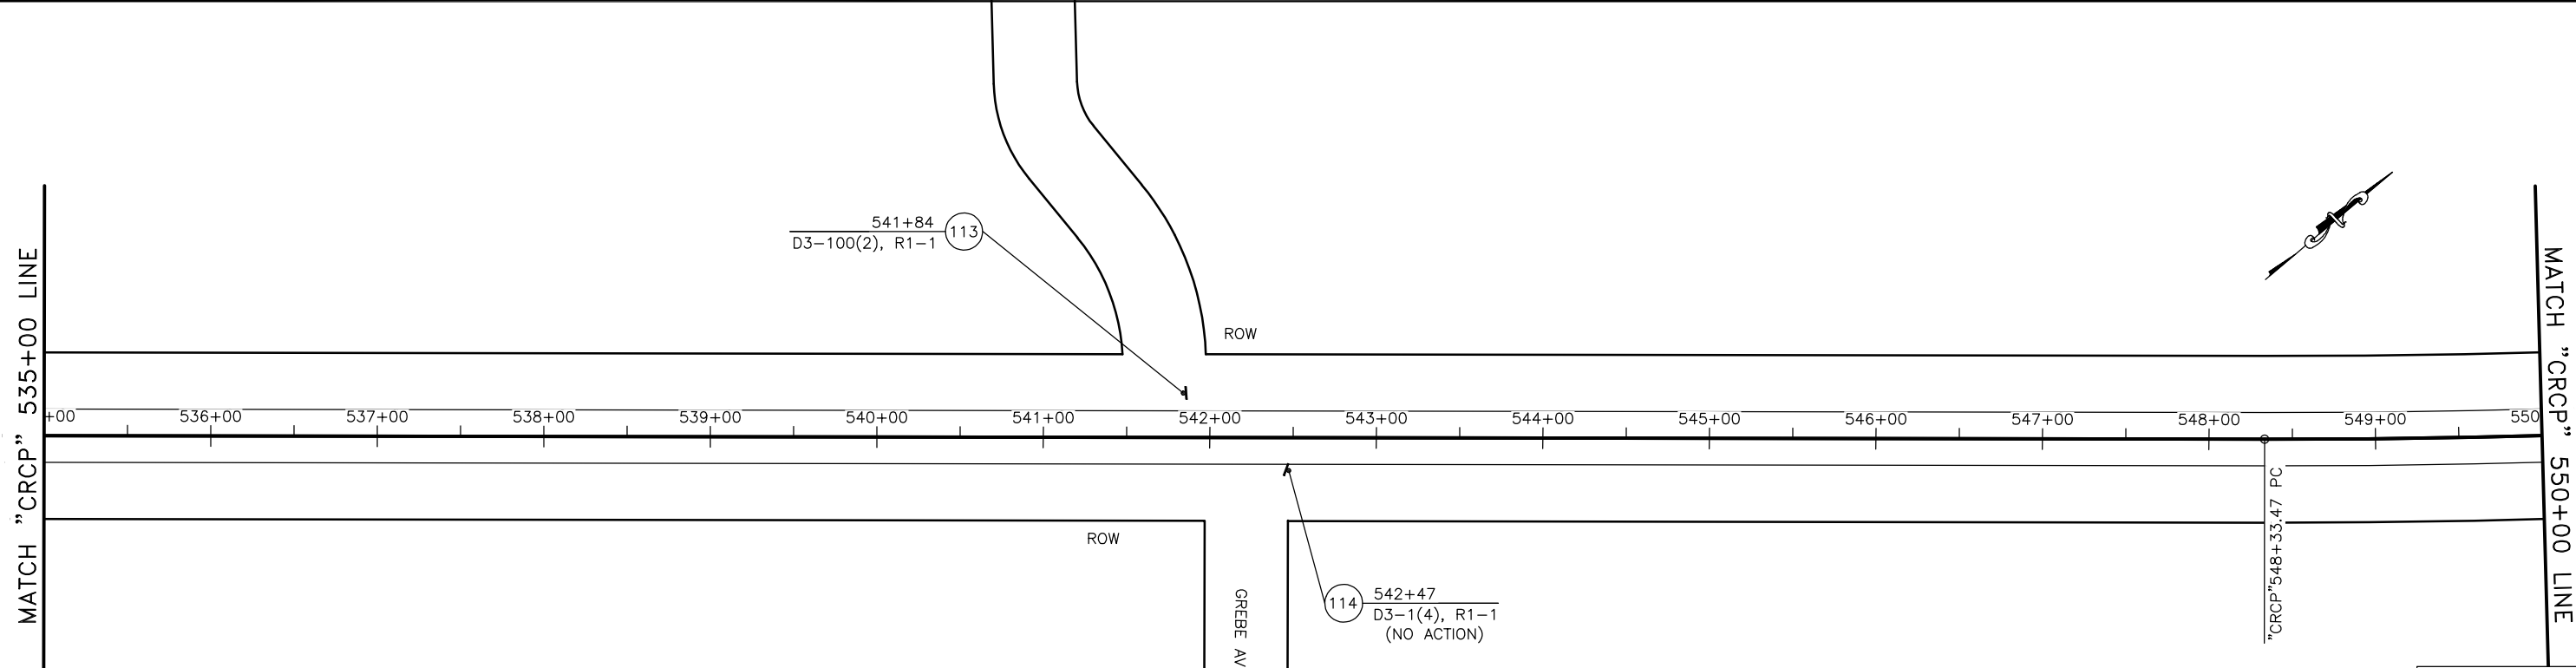 541+84
D3-100(2), R1-1
113
ROW
MATCH "CRCP" 535+00 LINE
+00
536+00
537+00
538+00
539+00
540+00
541+00
542+00
543+00
544+00
545+00
546+00
547+00
548+00
549+00
550
MATCH "CRCP" 550+00 LINE
ROW
"CRCP"548+33.47 PC
GREBE AV
114
542+47
D3-1(4), R1-1
(NO ACTION)